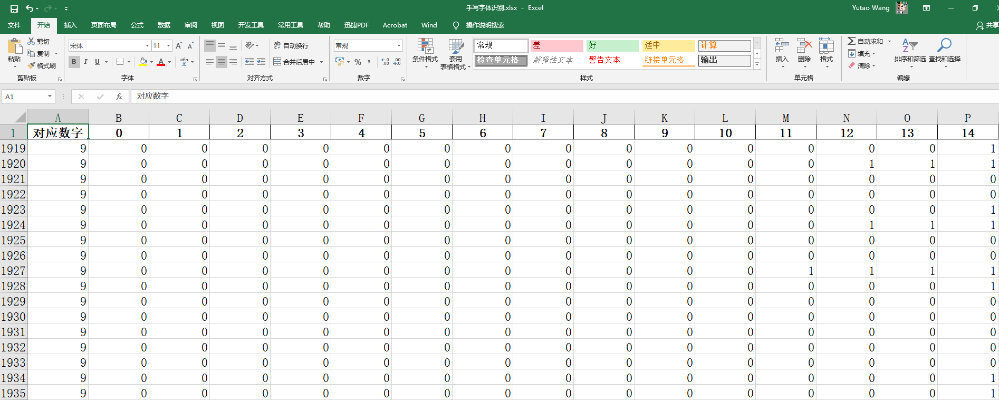 手写字体识别.xlsx - Excel
Yutao Wang
文件 开始 插入 页面布局 公式 数据 审阅 视图 开发工具 常用工具 帮助 迅捷PDF Acrobat Wind 操作说明搜索 共享
粘贴 剪切 复制 格式刷
宋体 11 A A
B I U A wén 文
自动换行
合并后居中
常规
% , .00
条件格式 套用表格格式
常规 差 好 适中 计算
检查单元格 解释性文本 警告文本 链接单元格 输出
插入 删除 格式
自动求和
填充
清除
排序和筛选 查找和选择
剪贴板 字体 对齐方式 数字 样式 单元格 编辑
A1 fx 对应数字
A B C D E F G H I J K L M N O P
1 对应数字 0 1 2 3 4 5 6 7 8 9 10 11 12 13 14
1919 9 0 0 0 0 0 0 0 0 0 0 0 0 0 0 1
1920 9 0 0 0 0 0 0 0 0 0 0 0 0 1 1 1
1921 9 0 0 0 0 0 0 0 0 0 0 0 0 0 0 0
1922 9 0 0 0 0 0 0 0 0 0 0 0 0 0 0 0
1923 9 0 0 0 0 0 0 0 0 0 0 0 0 0 0 1
1924 9 0 0 0 0 0 0 0 0 0 0 0 0 1 1 1
1925 9 0 0 0 0 0 0 0 0 0 0 0 0 0 0 0
1926 9 0 0 0 0 0 0 0 0 0 0 0 0 0 0 0
1927 9 0 0 0 0 0 0 0 0 0 0 0 1 1 1 1
1928 9 0 0 0 0 0 0 0 0 0 0 0 0 0 0 1
1929 9 0 0 0 0 0 0 0 0 0 0 0 0 0 0 0
1930 9 0 0 0 0 0 0 0 0 0 0 0 0 0 0 0
1931 9 0 0 0 0 0 0 0 0 0 0 0 0 0 0 0
1932 9 0 0 0 0 0 0 0 0 0 0 0 0 0 0 0
1933 9 0 0 0 0 0 0 0 0 0 0 0 0 0 0 0
1934 9 0 0 0 0 0 0 0 0 0 0 0 0 0 0 1
1935 9 0 0 0 0 0 0 0 0 0 0 0 0 0 0 1